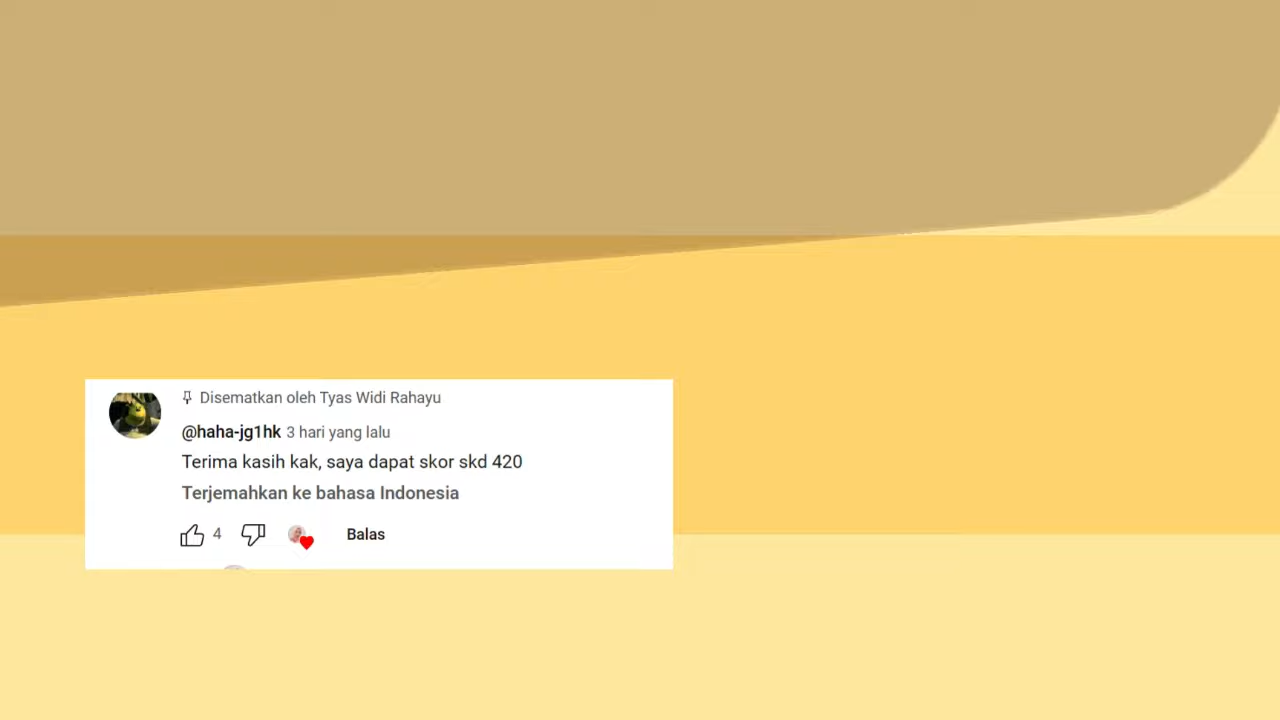 Disematkan oleh Tyas Widi Rahayu
@haha-jg1hk 3 hari yang lalu
Terima kasih kak, saya dapat skor skd 420
Terjemahkan ke bahasa Indonesia
4 Balas